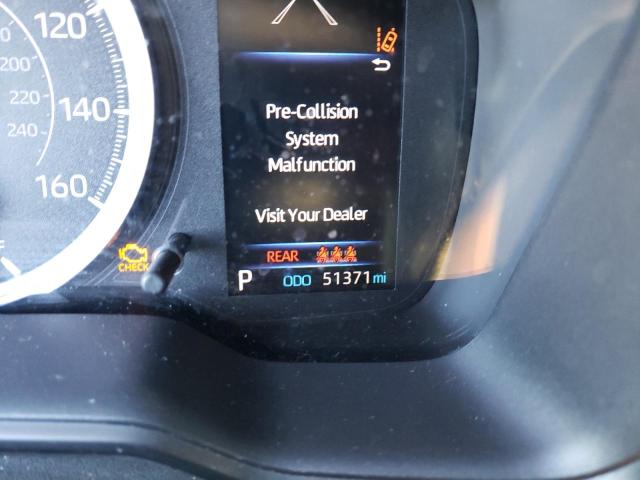 120
140
160
200
220
240
Pre-Collision
System
Malfunction
Visit Your Dealer
REAR
CHECK
P ODO 51371 mi